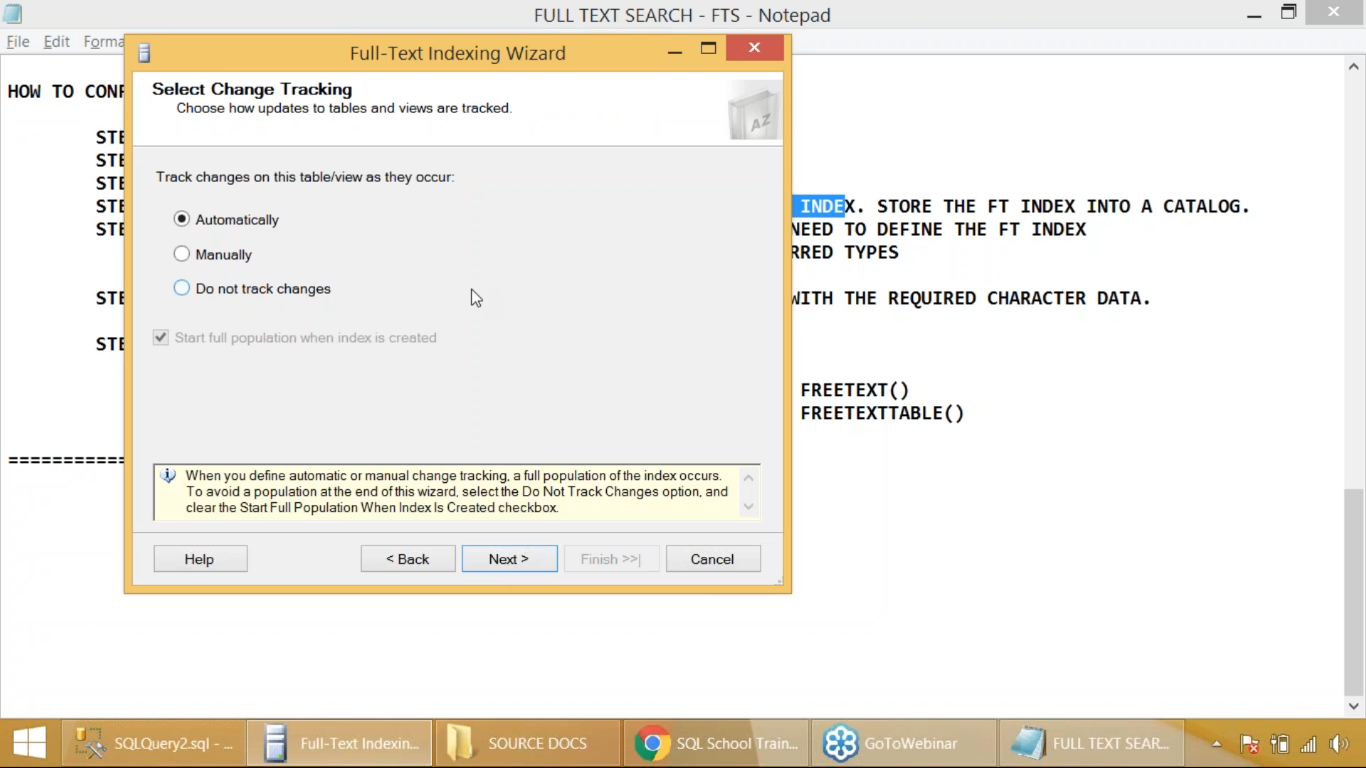 FULL TEXT SEARCH - FTS - Notepad
File Edit Forma
Full-Text Indexing Wizard
HOW TO CONF
Select Change Tracking
Choose how updates to tables and views are tracked.
AZ
STE
STE
Track changes on this table/view as they occur:
STE
STE
INDEX. STORE THE FT INDEX INTO A CATALOG.
Automatically
STE
NEED TO DEFINE THE FT INDEX
Manually
RRED TYPES
Do not track changes
STE
WITH THE REQUIRED CHARACTER DATA.
Start full population when index is created
STE
FREETEXT()
FREETEXTTABLE()
============
When you define automatic or manual change tracking, a full population of the index occurs.
To avoid a population at the end of this wizard, select the Do Not Track Changes option, and
clear the Start Full Population When Index Is Created checkbox.
Help < Back Next > Finish >>| Cancel
SQLQuery2.sql - ... Full-Text Indexin... SOURCE DOCS SQL School Train... GoToWebinar FULL TEXT SEAR...